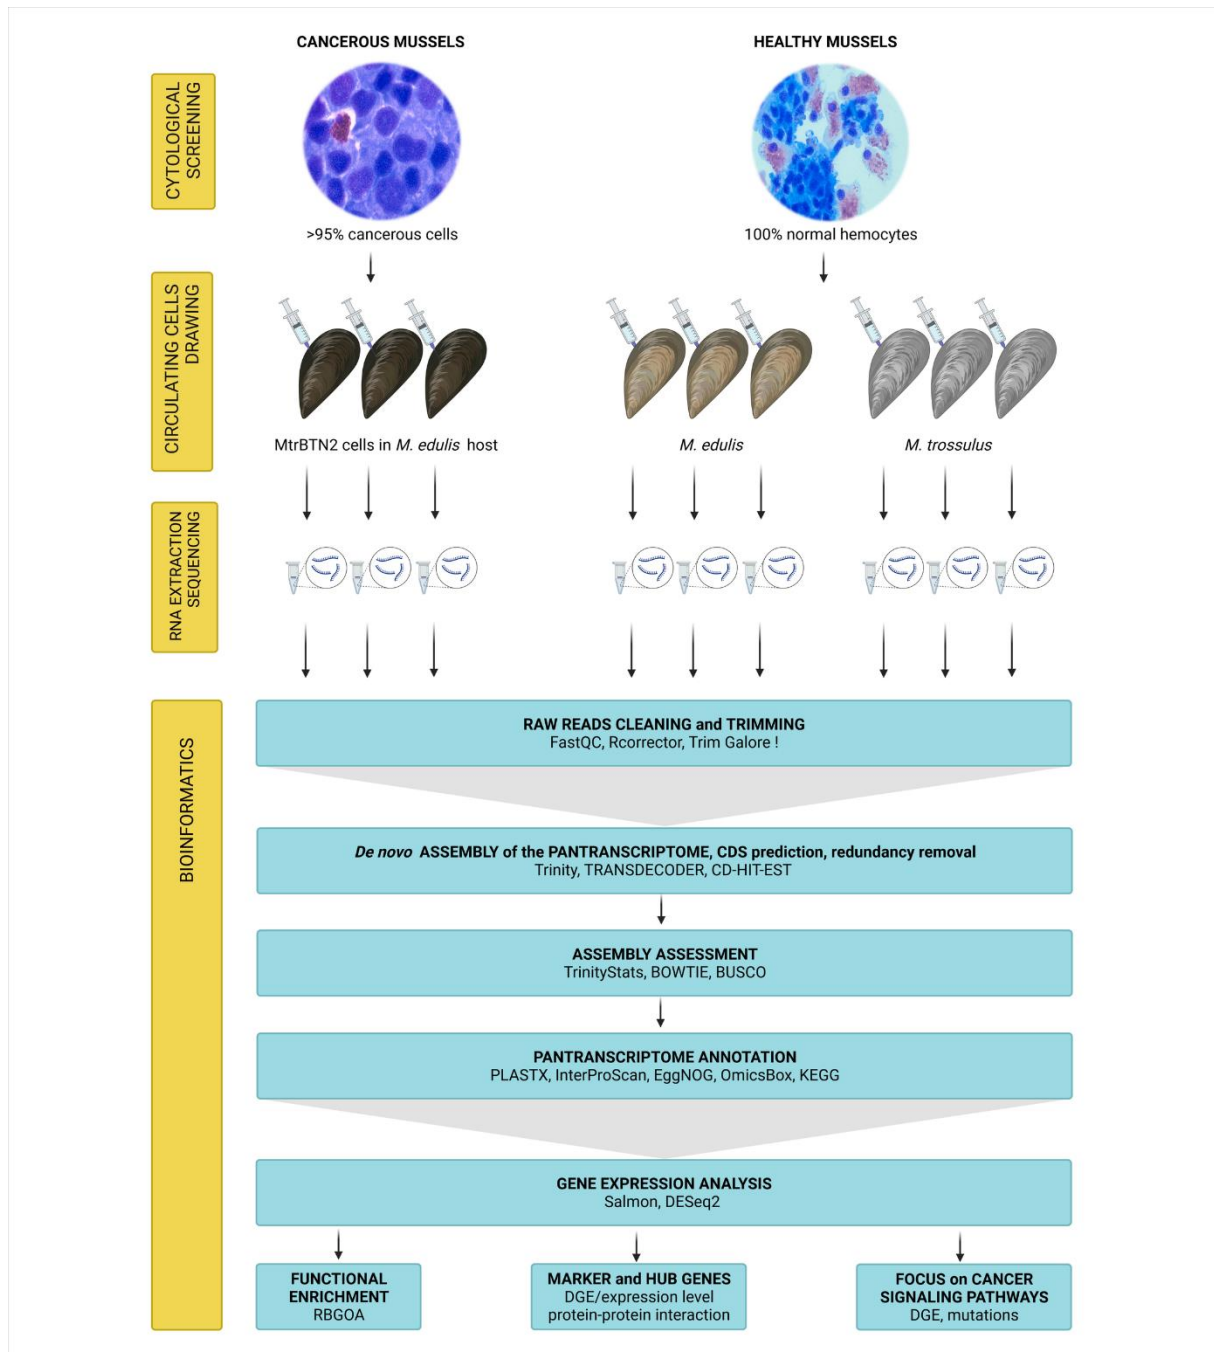 CANCEROUS MUSSELS
HEALTHY MUSSELS
CYTOLOGICAL
SCREENING
>95% cancerous cells
100% normal hemocytes
CIRCULATING CELLS
DRAWING
MtrBTN2 cells in M. edulis host
M. edulis
M. trossulus
RNA EXTRACTION
SEQUENCING
BIOINFORMATICS
RAW READS CLEANING and TRIMMING
FastQC, Rcorrector, Trim Galore !
De novo ASSEMBLY of the PANTRANSCRIPTOME, CDS prediction, redundancy removal
Trinity, TRANSDECODER, CD-HIT-EST
ASSEMBLY ASSESSMENT
TrinityStats, BOWTIE, BUSCO
PANTRANSCRIPTOME ANNOTATION
PLASTX, InterProScan, EggNOG, OmicsBox, KEGG
GENE EXPRESSION ANALYSIS
Salmon, DESeq2
FUNCTIONAL
ENRICHMENT
RBGOA
MARKER and HUB GENES
DGE/expression level
protein-protein interaction
FOCUS on CANCER
SIGNALING PATHWAYS
DGE, mutations